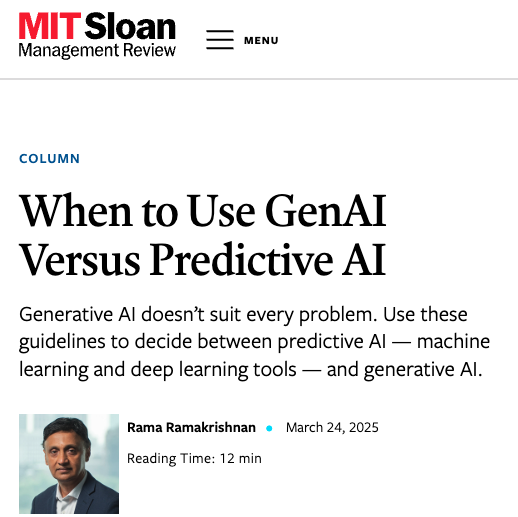 MIT Sloan
Management Review
MENU
COLUMN
When to Use GenAI
Versus Predictive AI
Generative AI doesn’t suit every problem. Use these
guidelines to decide between predictive AI — machine
learning and deep learning tools — and generative AI.
Rama Ramakrishnan • March 24, 2025
Reading Time: 12 min